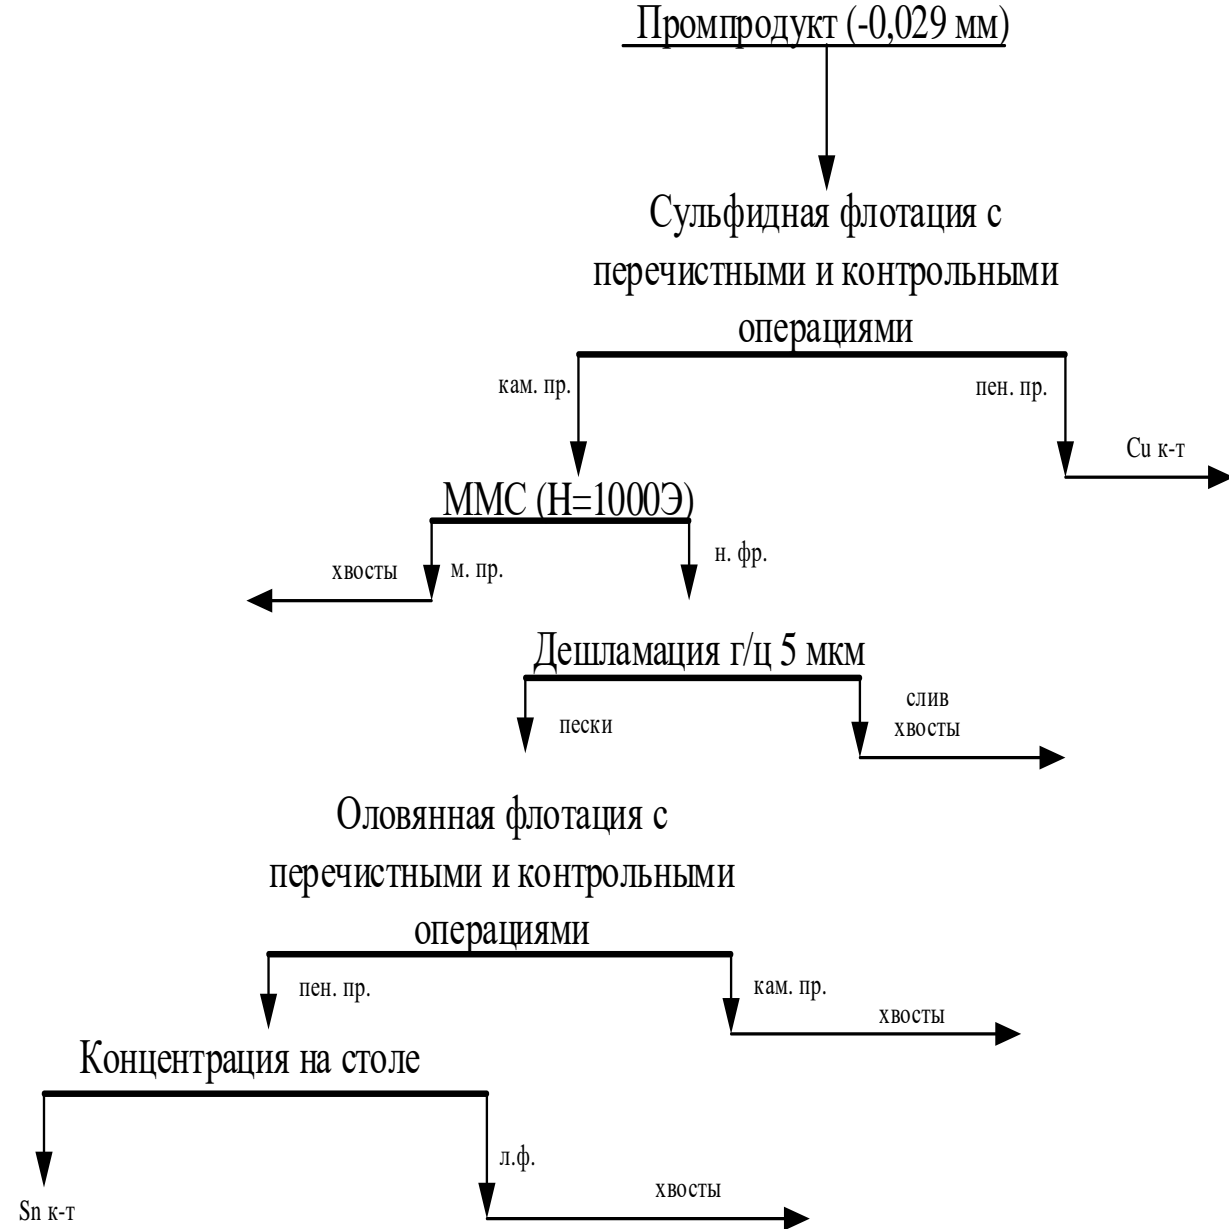 Промпродукт (-0,029 мм)
Сульфидная флотация с
перечистными и контрольными
операциями
кам. пр.
пен. пр.
Cu к-т
ММС (H=1000Э)
хвосты
м. пр.
н. фр.
Дешламация г/ц 5 мкм
пески
слив
хвосты
Оловянная флотация с
перечистными и контрольными
операциями
пен. пр.
кам. пр.
хвосты
Концентрация на столе
л.ф.
хвосты
Sn к-т